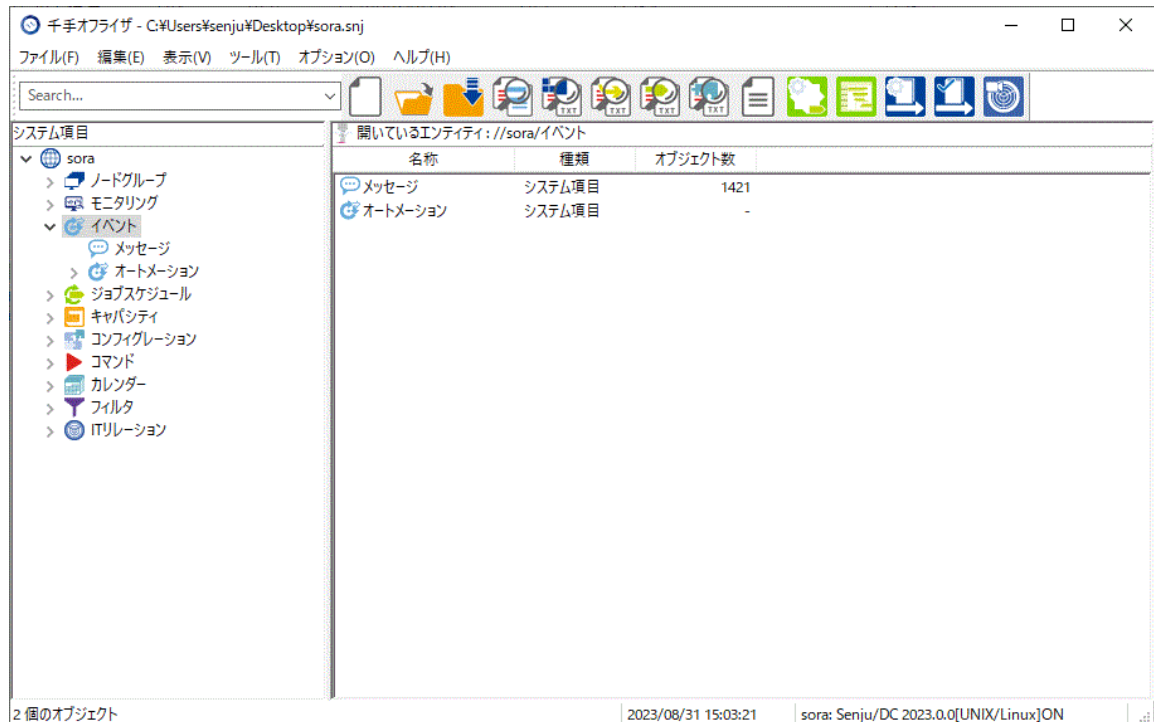 千手オフライザ - C:¥Users¥senju¥Desktop¥sora.snj
ファイル(F) 編集(E) 表示(V) ツール(T) オプション(O) ヘルプ(H)
Search...
TXT TXT TXT TXT
システム項目
sora
ノードグループ
モニタリング
イベント
メッセージ
オートメーション
ジョブスケジュール
キャパシティ
コンフィグレーション
コマンド
カレンダー
フィルタ
ITリレーション
開いているエンティティ : //sora/イベント
名称 種類 オブジェクト数
メッセージ システム項目 1421
オートメーション システム項目 -
2 個のオブジェクト 2023/08/31 15:03:21 sora: Senju/DC 2023.0.0[UNIX/Linux]ON